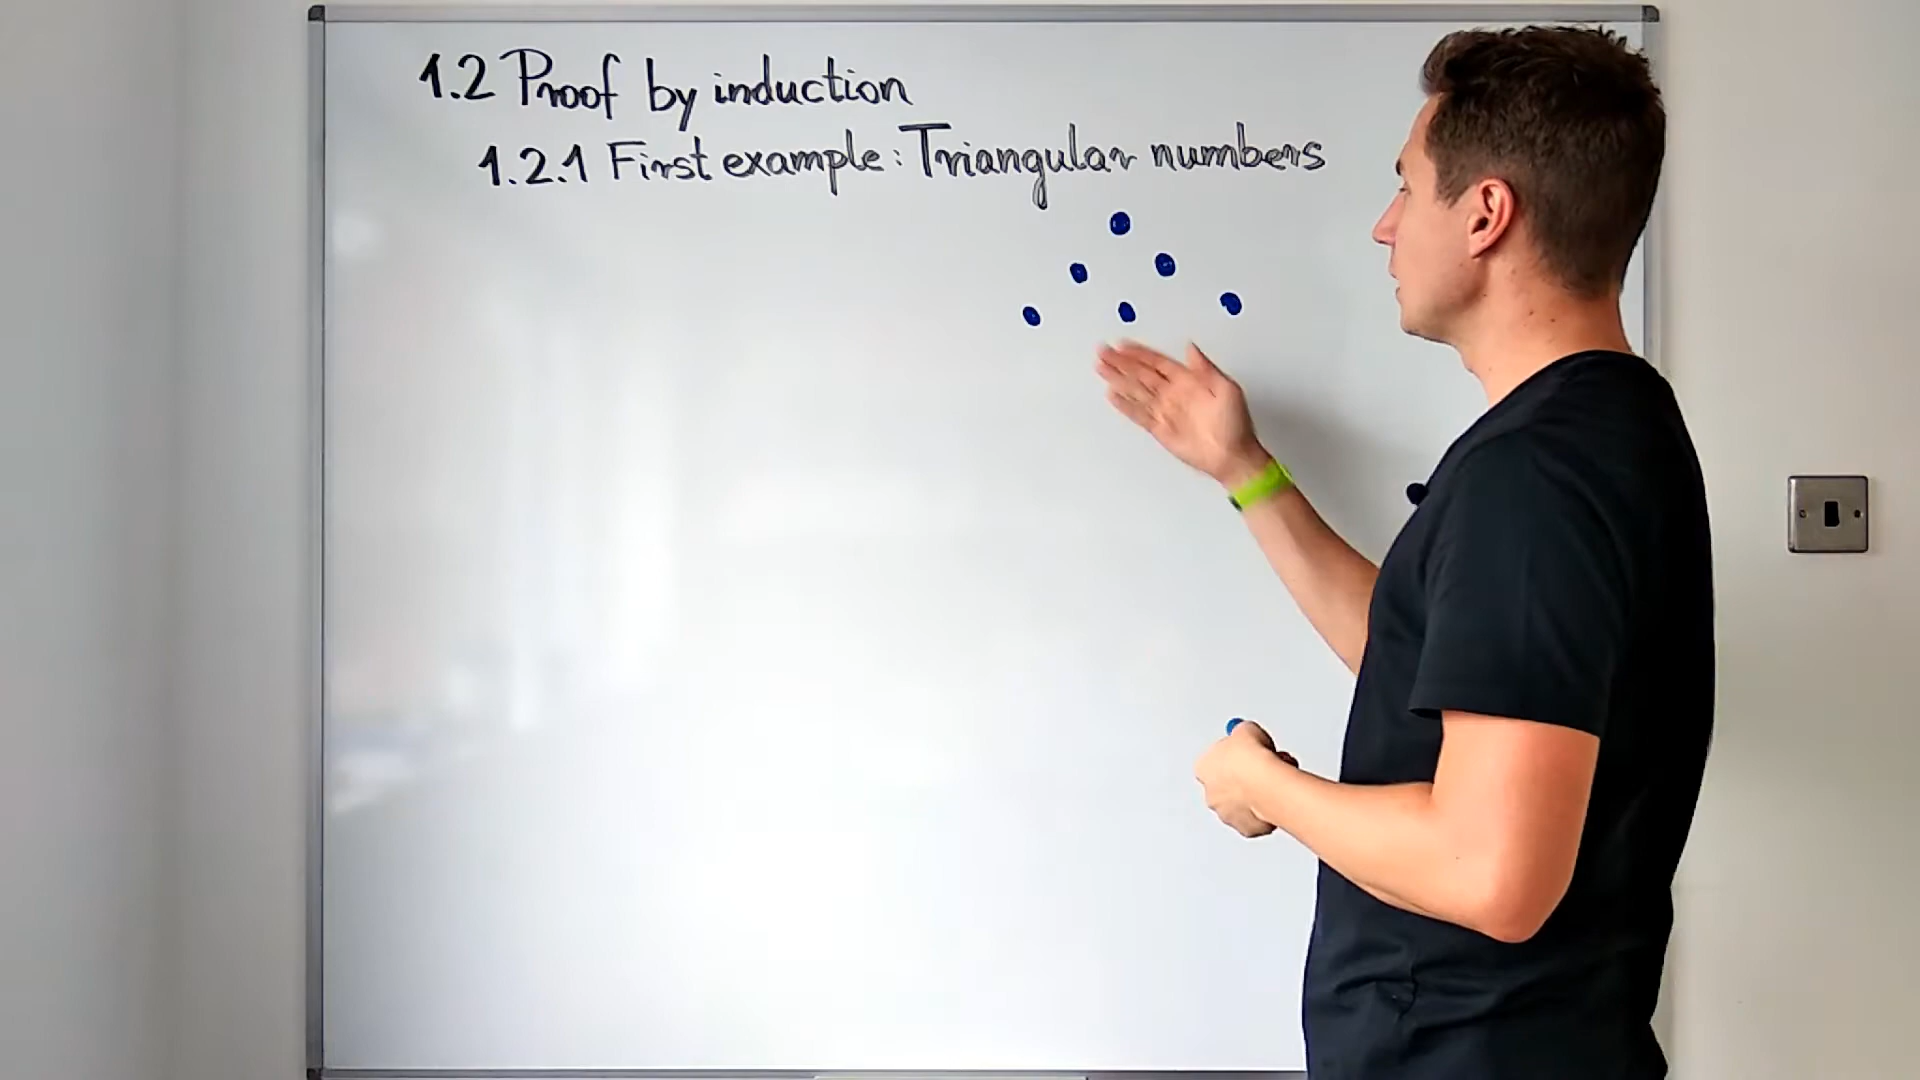 1.2 Proof by induction
1.2.1 First example: Triangular numbers